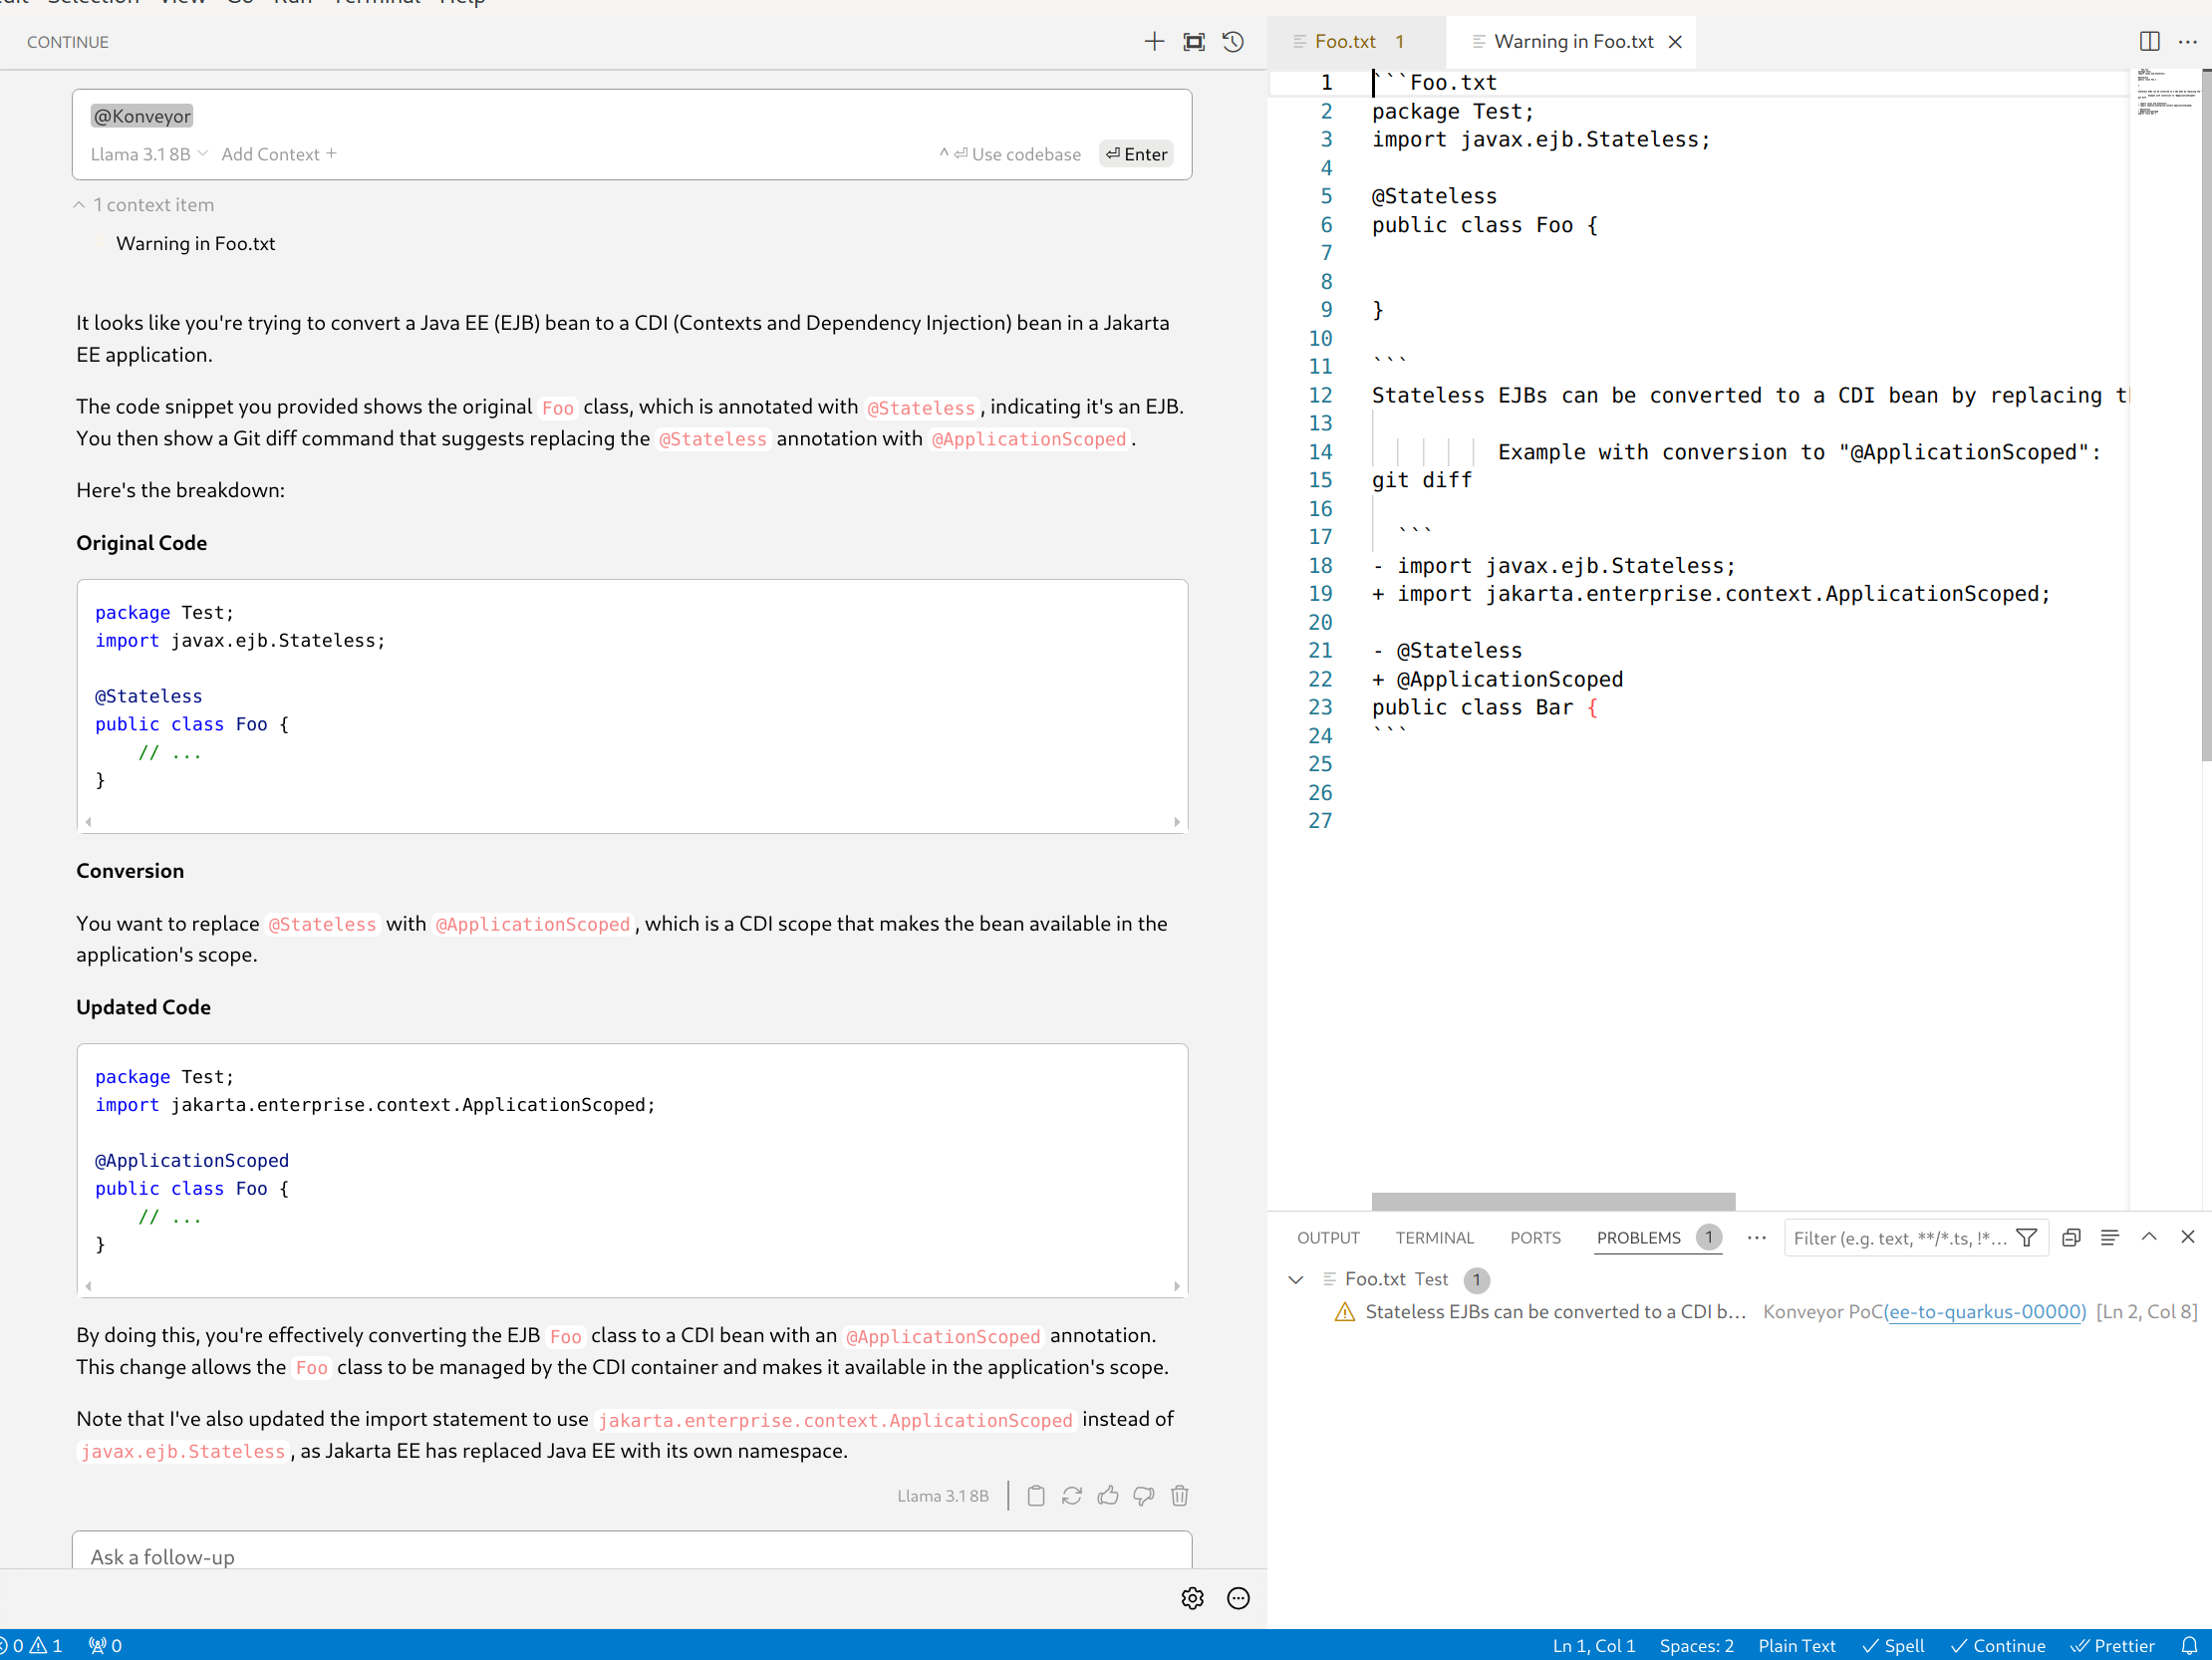 Selection View Go Run Terminal Help
CONTINUE
@Konveyor
Llama 3.1 8B Add Context +
^ ⏎ Use codebase ⏎ Enter
1 context item
Warning in Foo.txt
It looks like you're trying to convert a Java EE (EJB) bean to a CDI (Contexts and Dependency Injection) bean in a Jakarta
EE application.
The code snippet you provided shows the original Foo class, which is annotated with @Stateless, indicating it's an EJB.
You then show a Git diff command that suggests replacing the @Stateless annotation with @ApplicationScoped.
Here's the breakdown:
Original Code
package Test;
import javax.ejb.Stateless;
@Stateless
public class Foo {
// ...
}
Conversion
You want to replace @Stateless with @ApplicationScoped, which is a CDI scope that makes the bean available in the
application's scope.
Updated Code
package Test;
import jakarta.enterprise.context.ApplicationScoped;
@ApplicationScoped
public class Foo {
// ...
}
By doing this, you're effectively converting the EJB Foo class to a CDI bean with an @ApplicationScoped annotation.
This change allows the Foo class to be managed by the CDI container and makes it available in the application's scope.
Note that I've also updated the import statement to use jakarta.enterprise.context.ApplicationScoped instead of
javax.ejb.Stateless, as Jakarta EE has replaced Java EE with its own namespace.
Llama 3.1 8B
Ask a follow-up
Foo.txt 1 Warning in Foo.txt
1 ```Foo.txt
2 package Test;
3 import javax.ejb.Stateless;
4
5 @Stateless
6 public class Foo {
7
8
9 }
10
11 ```
12 Stateless EJBs can be converted to a CDI bean by replacing
13
14 Example with conversion to "@ApplicationScoped":
15 git diff
16
17 ```
18 - import javax.ejb.Stateless;
19 + import jakarta.enterprise.context.ApplicationScoped;
20
21 - @Stateless
22 + @ApplicationScoped
23 public class Bar {
24 ```
25
26
27
OUTPUT TERMINAL PORTS PROBLEMS 1 ... Filter (e.g. text, **/*.ts, !*...
Foo.txt Test 1
Stateless EJBs can be converted to a CDI b... Konveyor PoC(ee-to-quarkus-00000) [Ln 2, Col 8]
0 1 0 Ln 1, Col 1 Spaces: 2 Plain Text Spell Continue Prettier